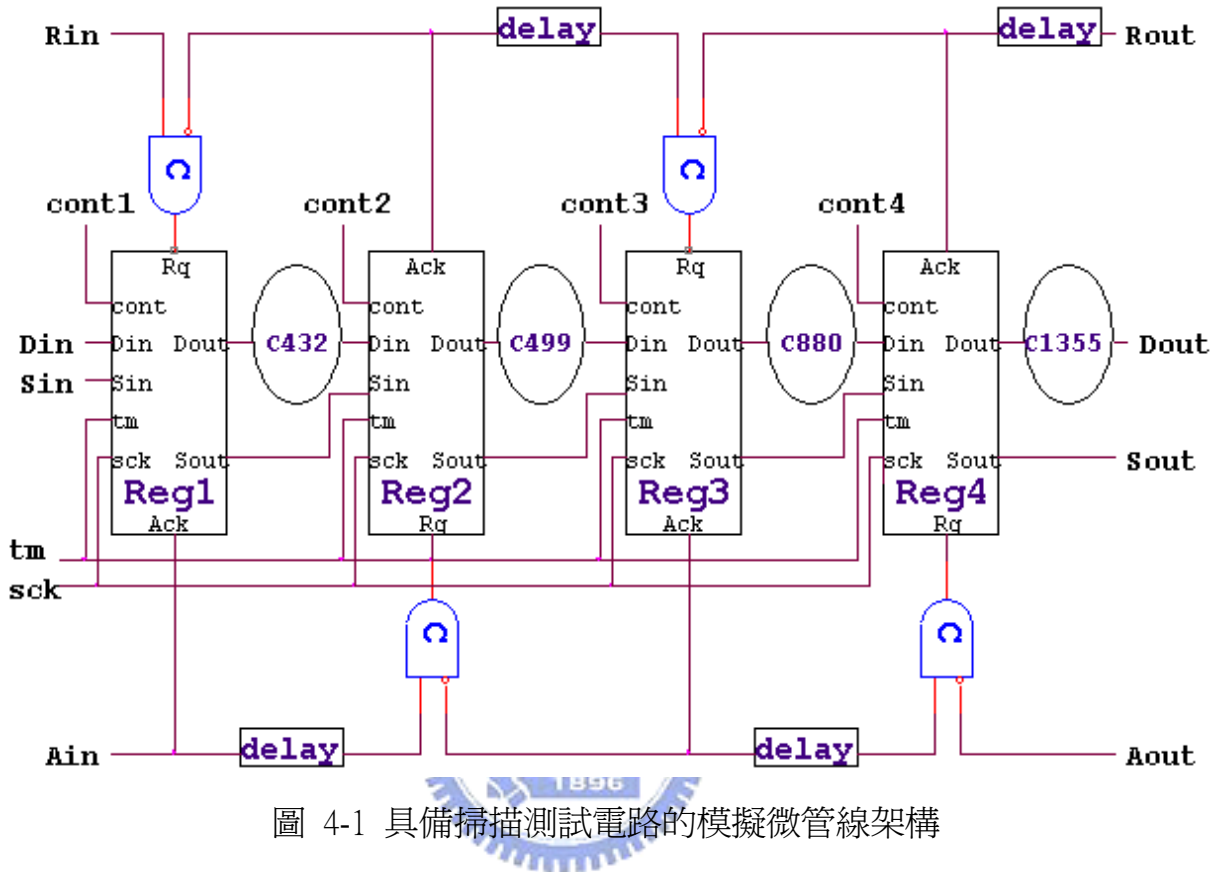 Rin delay delay Rout
C C
cont1 cont2 cont3 cont4
Rq Ack Rq Ack
cont cont cont cont
Din Din Dout C432 Din Dout C499 Din Dout C880 Din Dout C1355 Dout
Sin Sin Sin Sin Sin
tm tm tm tm
sck Sout sck Sout sck Sout sck Sout Sout
Reg1 Reg2 Reg3 Reg4
Ack Rq Ack Rq
tm
sck
C C
Ain delay delay Aout
1896
圖 4-1 具備掃描測試電路的模擬微管線架構